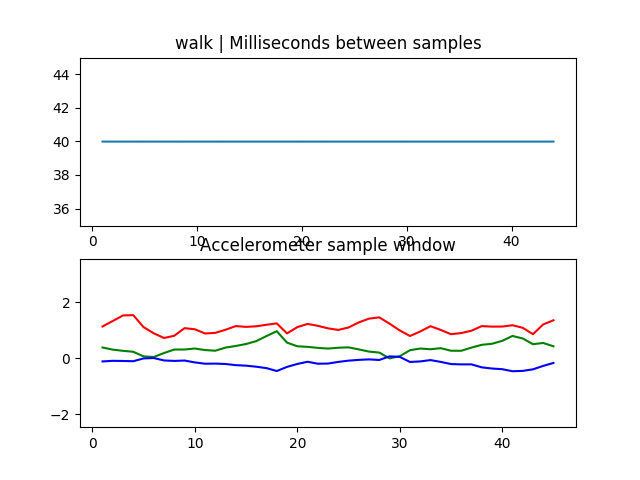 walk | Milliseconds between samples
44
42
40
38
36
0 10 20 30 40
Accelerometer sample window
2
0
−2
0 10 20 30 40